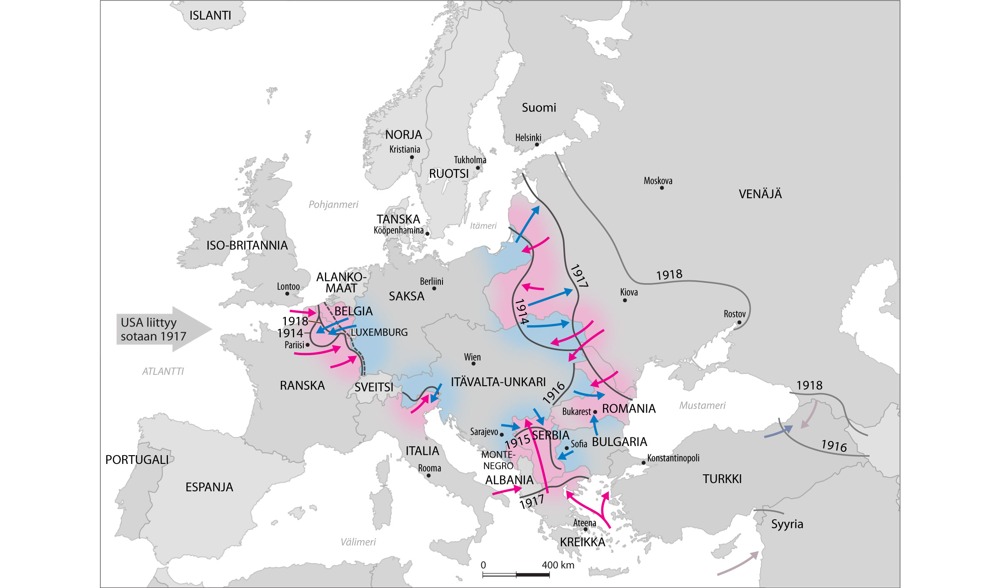 ISLANTI
Suomi
Helsinki
NORJA
Kristiania
Tukholma
RUOTSI
Moskova
VENÄJÄ
Pohjanmeri
TANSKA
Kööpenhamina
Itämeri
ISO-BRITANNIA
ALANKO-
MAAT
Lontoo
Berliini
SAKSA
1917
1918
Kiova
Rostov
1914
BELGIA
1918
1914
LUXEMBURG
Pariisi
USA liittyy
sotaan 1917
ATLANTTI
Wien
RANSKA
SVEITSI
ITÄVALTA-UNKARI
1916
Bukarest
ROMANIA
Mustameri
1918
Sarajevo
1915
SERBIA
Sofia
BULGARIA
1916
ITALIA
MONTE-
NEGRO
Konstantinopoli
PORTUGALI
Rooma
ALBANIA
TURKKI
ESPANJA
1917
Ateena
Syyria
KREIKKA
Välimeri
0 400 km